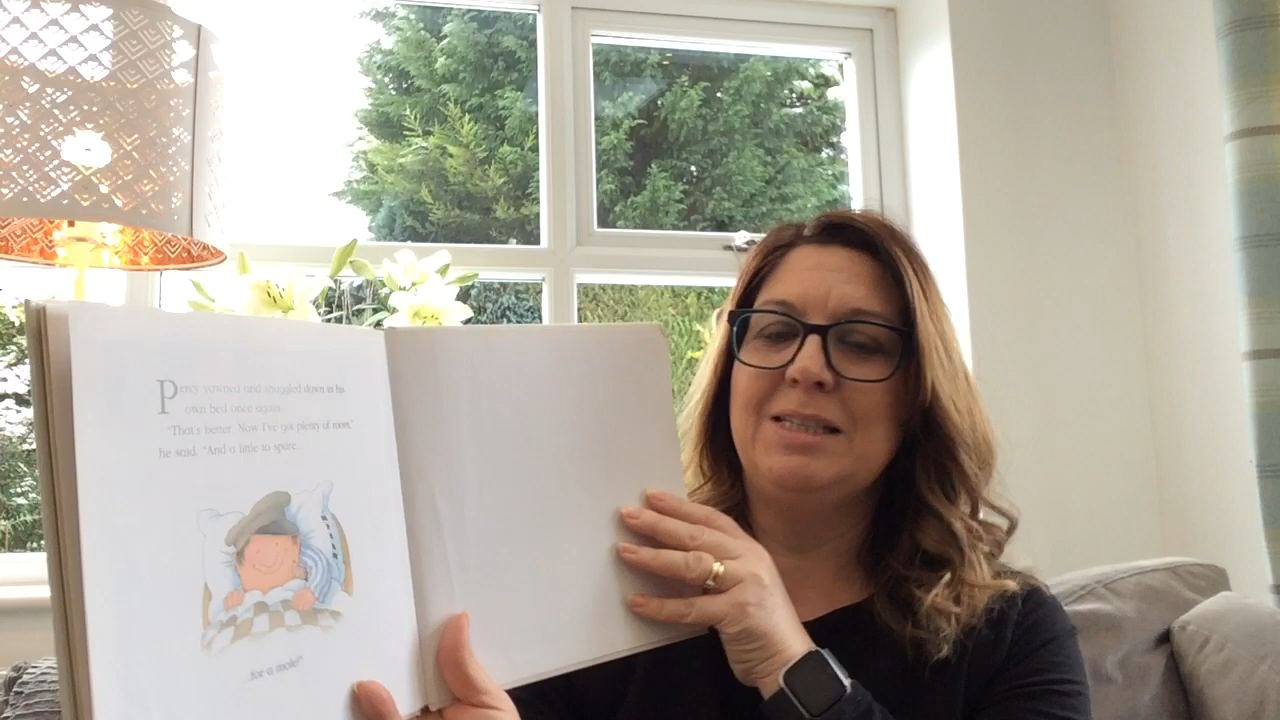 Percy yawned and snuggled down in his
own bed once again.
"That's better. Now I've got plenty of room,"
he said. "And a little to spare...
...for a mole!"